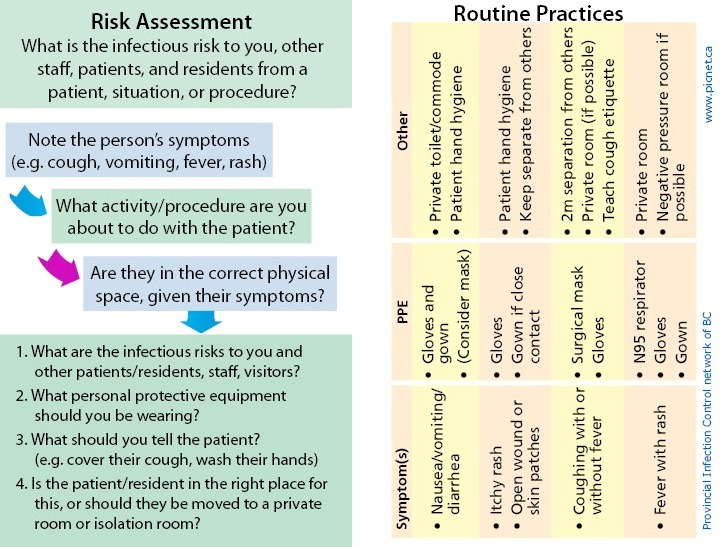 Risk Assessment
What is the infectious risk to you, other
staff, patients, and residents from a
patient, situation, or procedure?
Note the person's symptoms
(e.g. cough, vomiting, fever, rash)
What activity/procedure are you
about to do with the patient?
Are they in the correct physical
space, given their symptoms?
1. What are the infectious risks to you and
other patients/residents, staff, visitors?
2. What personal protective equipment
should you be wearing?
3. What should you tell the patient?
(e.g. cover their cough, wash their hands)
4. Is the patient/resident in the right place for
this, or should they be moved to a private
room or isolation room?
Routine Practices
Symptom(s)
PPE
Other
• Nausea/vomiting/
diarrhea
• Gloves and
gown
• (Consider mask)
• Private toilet/commode
• Patient hand hygiene
• Itchy rash
• Open wound or
skin patches
• Gloves
• Gown if close
contact
• Patient hand hygiene
• Keep separate from others
• Coughing with or
without fever
• Surgical mask
• Gloves
• 2m separation from others
• Private room (if possible)
• Teach cough etiquette
• Fever with rash
• N95 respirator
• Gloves
• Gown
• Private room
• Negative pressure room if
possible
Provincial Infection Control network of BC
www.picnet.ca